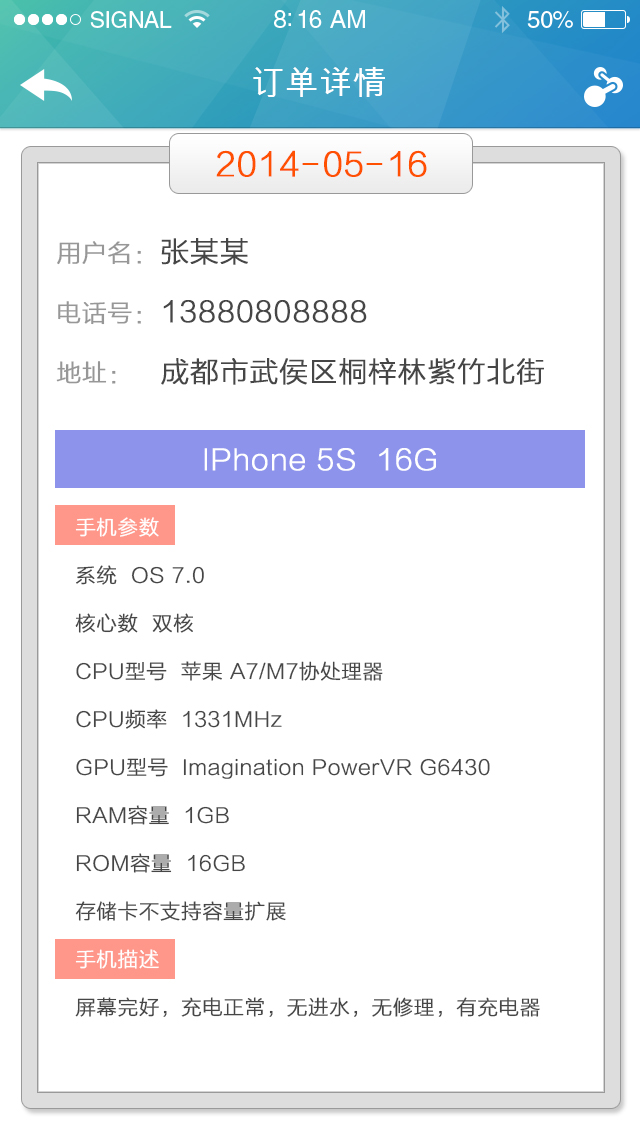 SIGNAL 8:16 AM 50%
订单详情
2014-05-16
用户名： 张某某
电话号： 13880808888
地址： 成都市武侯区桐梓林紫竹北街
IPhone 5S 16G
手机参数
系统 OS 7.0
核心数 双核
CPU型号 苹果 A7/M7协处理器
CPU频率 1331MHz
GPU型号 Imagination PowerVR G6430
RAM容量 1GB
ROM容量 16GB
存储卡不支持容量扩展
手机描述
屏幕完好，充电正常，无进水，无修理，有充电器